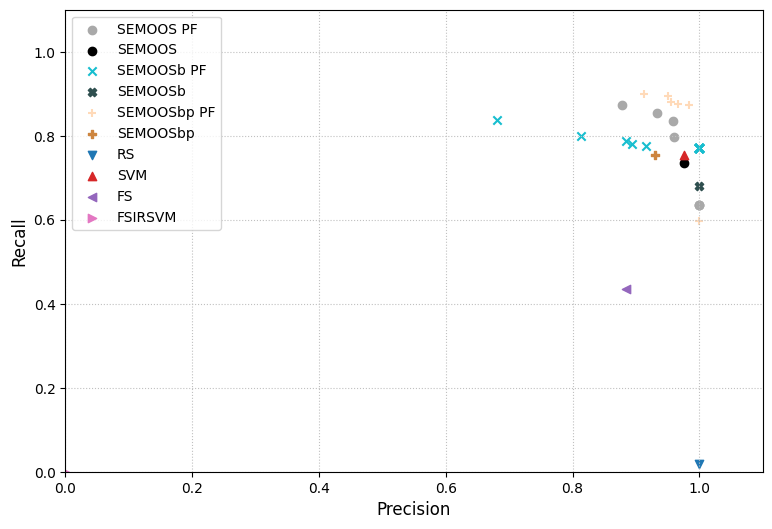 SEMOOS PF
SEMOOS
SEMOOSb PF
SEMOOSb
SEMOOSbp PF
SEMOOSbp
RS
SVM
FS
FSIRSVM
1.0
0.8
0.6
0.4
0.2
0.0
Recall
0.0 0.2 0.4 0.6 0.8 1.0
Precision